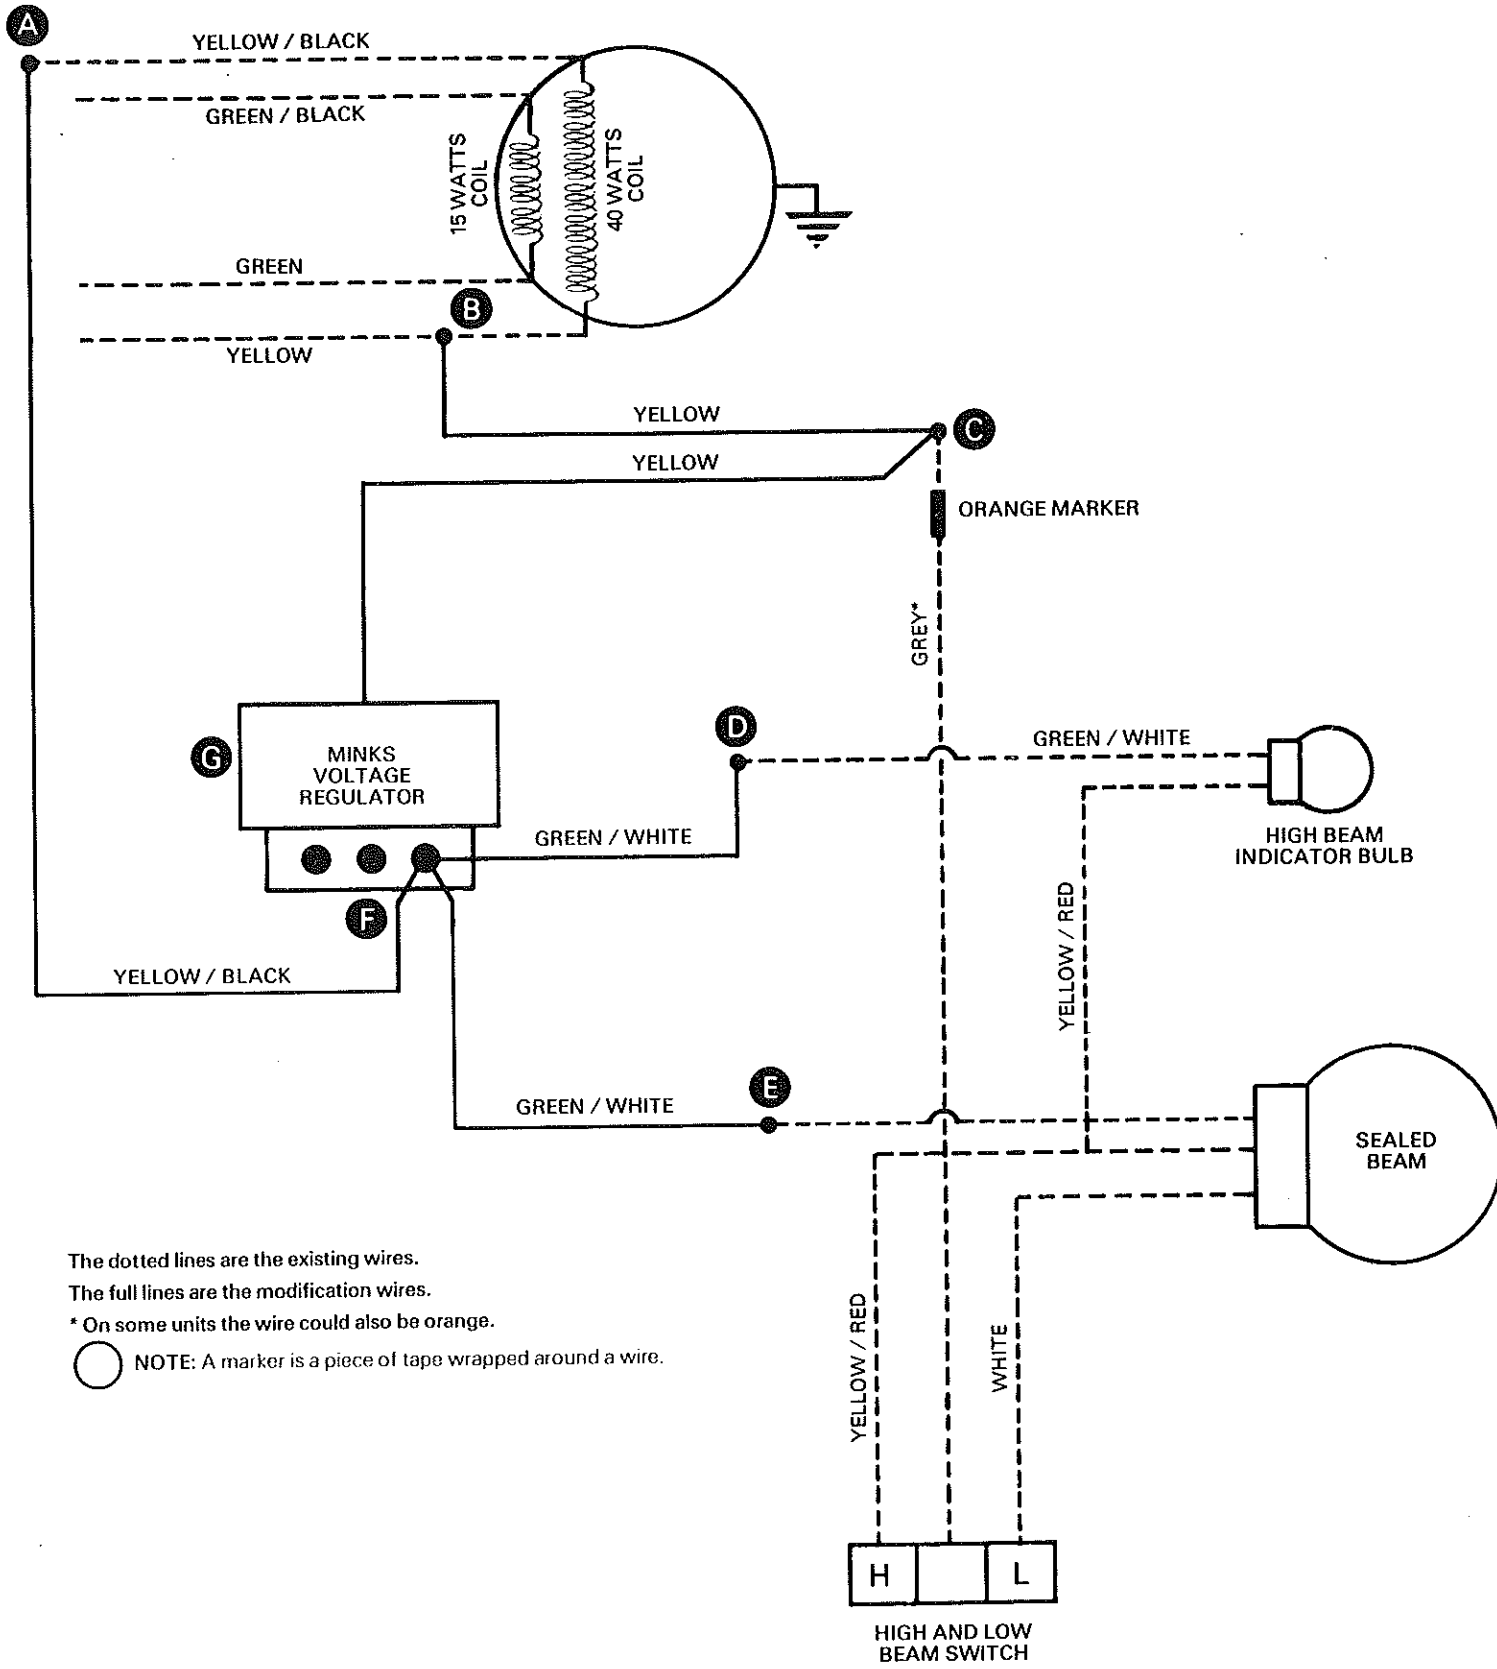 A
YELLOW / BLACK
GREEN / BLACK
15 WATTS
COIL
40 WATTS
COIL
GREEN
B
YELLOW
YELLOW
C
YELLOW
ORANGE MARKER
GREY*
D
GREEN / WHITE
G
MINKS
VOLTAGE
REGULATOR
GREEN / WHITE
HIGH BEAM
INDICATOR BULB
F
YELLOW / RED
YELLOW / BLACK
E
GREEN / WHITE
SEALED
BEAM
The dotted lines are the existing wires.
The full lines are the modification wires.
* On some units the wire could also be orange.
NOTE: A marker is a piece of tape wrapped around a wire.
YELLOW / RED
WHITE
H
L
HIGH AND LOW
BEAM SWITCH